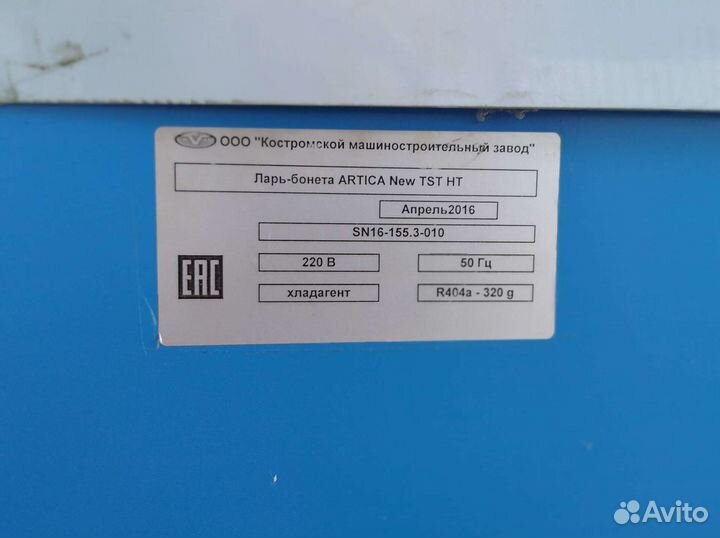 ООО "Костромской машиностроительный завод"
Ларь-бонета ARTICA New TST HT
Апрель2016
SN16-155.3-010
220 В 50 Гц
EAC
хладагент R404a - 320 g
Avito